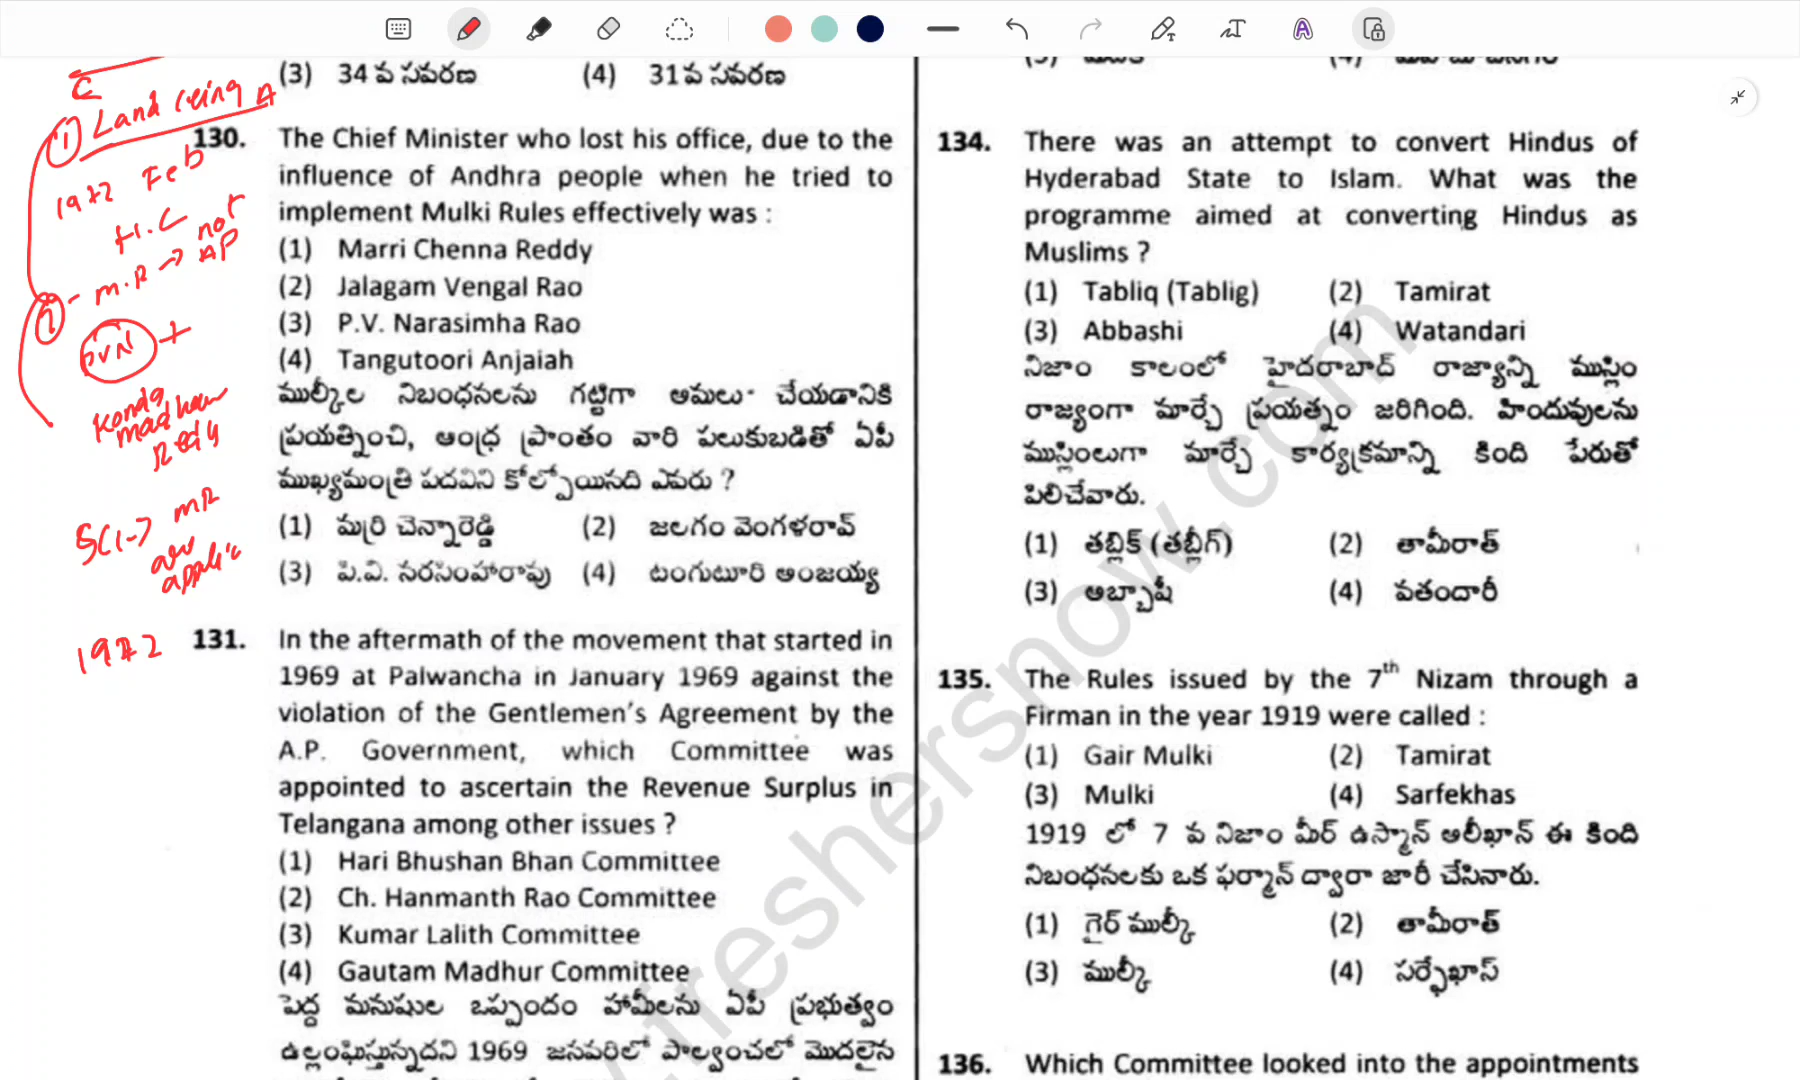 C
① Land Ceiling A
1972 Feb
H.C not
② - M.R → AP
PVN +
Konda
madhava
Redy
SC → MR
are
applic
1972
(3) 34 వ సవరణ (4) 31వ సవరణ
130. The Chief Minister who lost his office, due to the
influence of Andhra people when he tried to
implement Mulki Rules effectively was :
(1) Marri Chenna Reddy
(2) Jalagam Vengal Rao
(3) P.V. Narasimha Rao
(4) Tangutoori Anjaiah
ముల్కీల నిబంధనలను గట్టిగా అమలు చేయడానికి
ప్రయత్నించి, ఆంధ్ర ప్రాంతం వారి పలుకుబడితో ఏపీ
ముఖ్యమంత్రి పదవిని కోల్పోయినది ఎవరు ?
(1) మర్రి చెన్నారెడ్డి (2) జలగం వెంగళరావ్
(3) పి.వి. నరసింహారావు (4) టంగుటూరి అంజయ్య
131. In the aftermath of the movement that started in
1969 at Palwancha in January 1969 against the
violation of the Gentlemen's Agreement by the
A.P. Government, which Committee was
appointed to ascertain the Revenue Surplus in
Telangana among other issues ?
(1) Hari Bhushan Bhan Committee
(2) Ch. Hanmanth Rao Committee
(3) Kumar Lalith Committee
(4) Gautam Madhur Committee
పెద్ద మనుషుల ఒప్పందం హామీలను ఏపీ ప్రభుత్వం
ఉల్లంఘిస్తున్నదని 1969 జనవరిలో పాల్వంచలో మొదలైన
134. There was an attempt to convert Hindus of
Hyderabad State to Islam. What was the
programme aimed at converting Hindus as
Muslims ?
(1) Tabliq (Tablig) (2) Tamirat
(3) Abbashi (4) Watandari
నిజాం కాలంలో హైదరాబాద్ రాజ్యాన్ని ముస్లిం
రాజ్యంగా మార్చే ప్రయత్నం జరిగింది. హిందువులను
ముస్లింలుగా మార్చే కార్యక్రమాన్ని కింది పేరుతో
పిలిచేవారు.
(1) తబ్లిక్ (తబ్లీగ్) (2) తామీరాత్
(3) అబ్బాషీ (4) వతందారీ
135. The Rules issued by the 7th Nizam through a
Firman in the year 1919 were called :
(1) Gair Mulki (2) Tamirat
(3) Mulki (4) Sarfekhas
1919 లో 7 వ నిజాం మీర్ ఉస్మాన్ ఆలీఖాన్ ఈ కింది
నిబంధనలకు ఒక ఫర్మాన్ ద్వారా జారీ చేసినారు.
(1) గైర్ ముల్కీ (2) తామీరాత్
(3) ముల్కీ (4) సర్ఫేఖాస్
136. Which Committee looked into the appointments
w.freshersnow.com